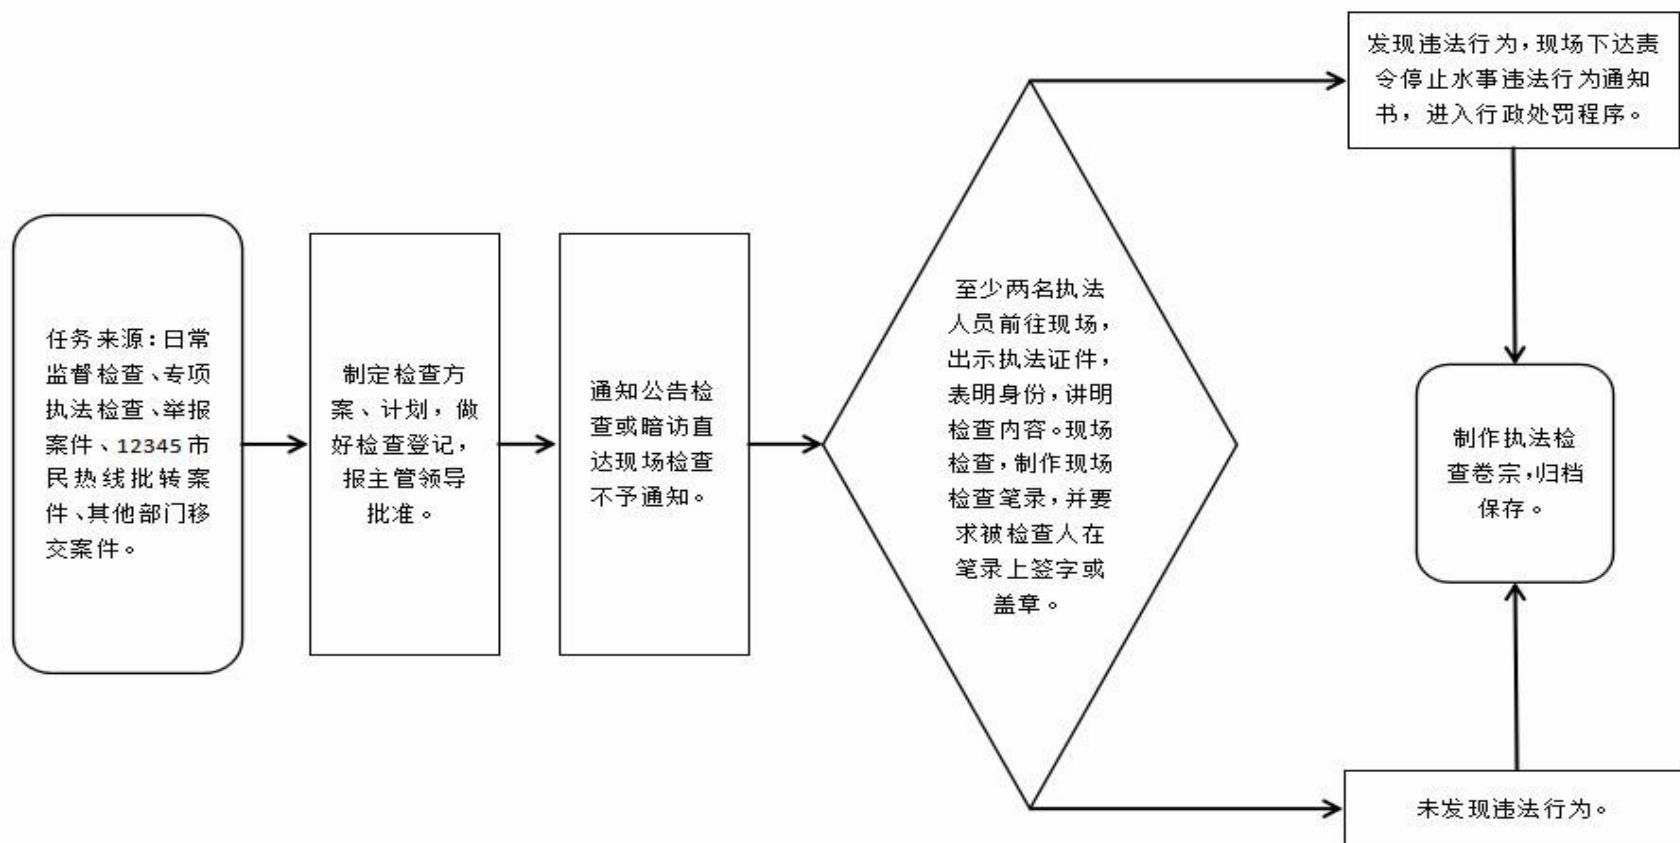 任务来源：日常
监督检查、专项
执法检查、举报
案件、12345市
民热线批转案
件、其他部门移
交案件。
制定检查方
案、计划，做
好检查登记，
报主管领导
批准。
通知公告检
查或暗访直
达现场检查
不予通知。
至少两名执法
人员前往现场，
出示执法证件，
表明身份，讲明
检查内容。现场
检查，制作现场
检查笔录，并要
求被检查人在
笔录上签字或
盖章。
发现违法行为，现场下达责
令停止水事违法行为通知
书，进入行政处罚程序。
制作执法检
查卷宗，归档
保存。
未发现违法行为。